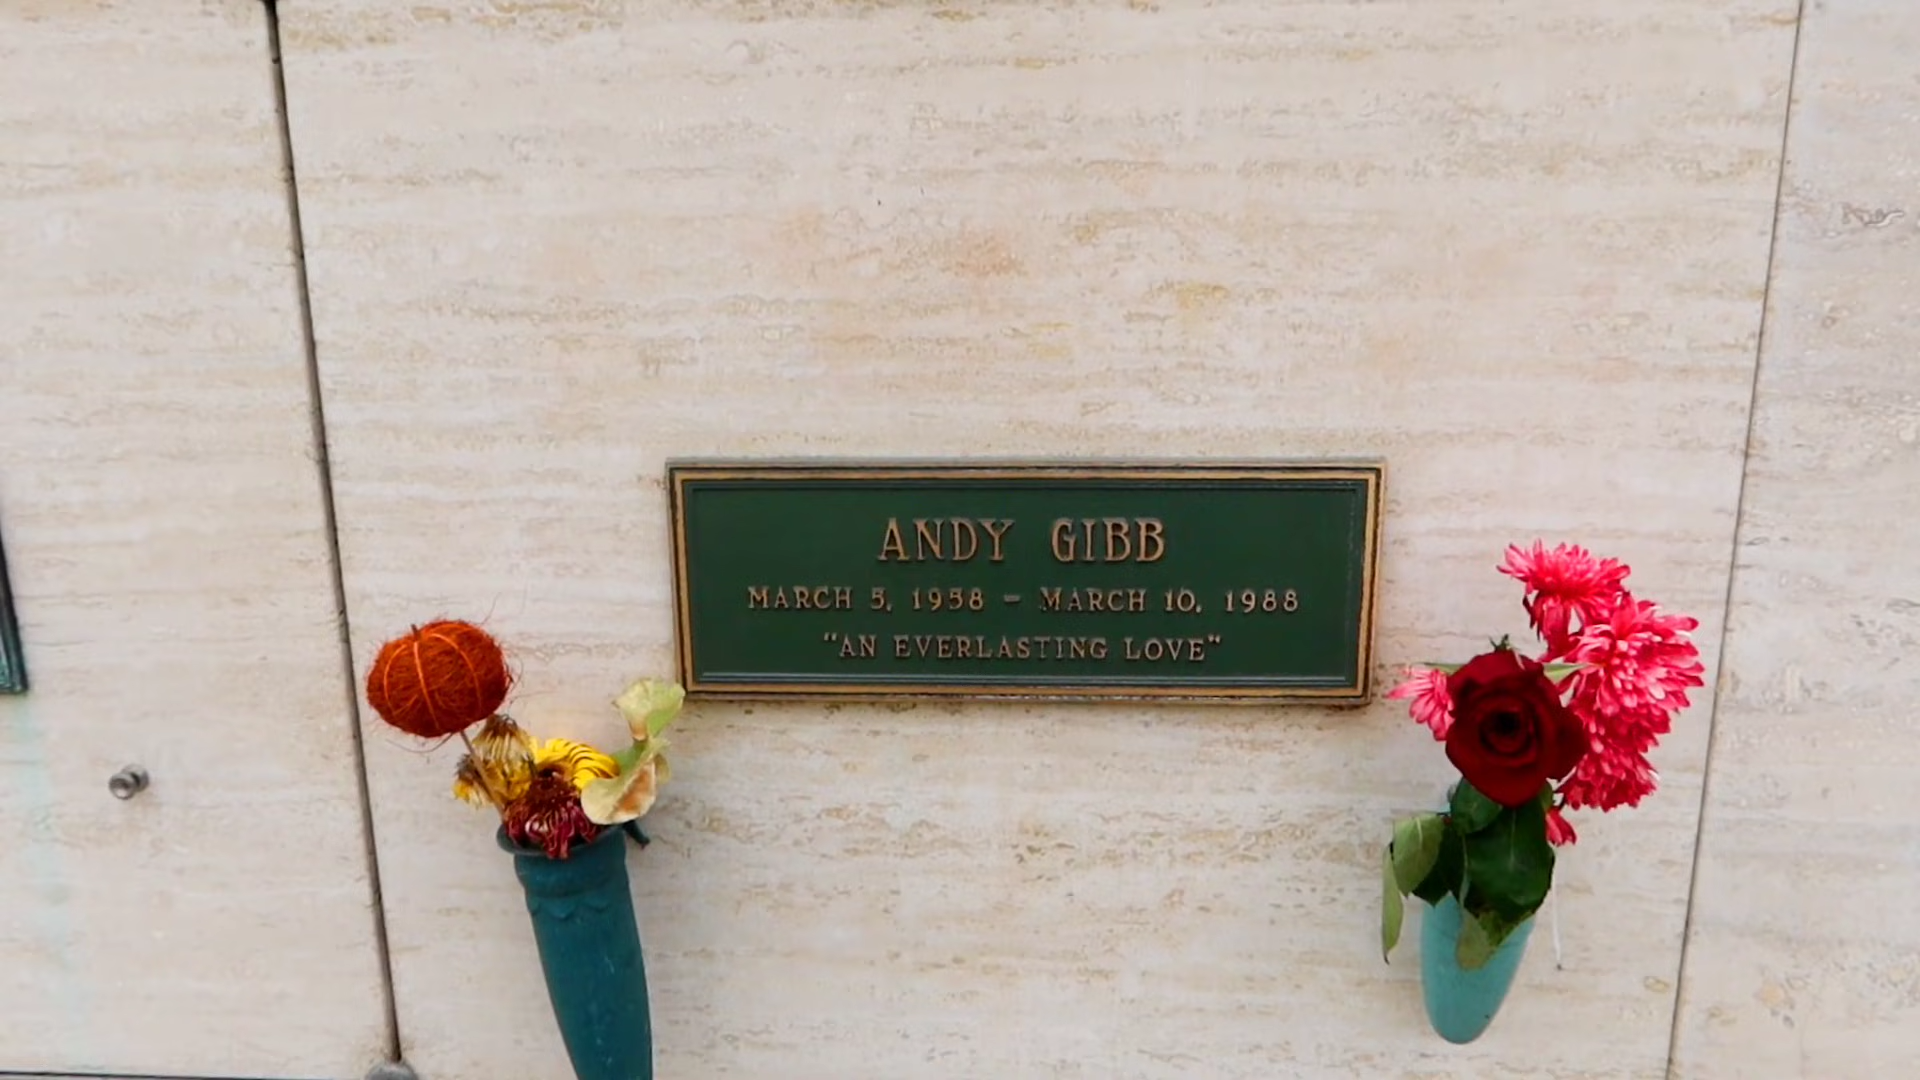 ANDY GIBB
MARCH 5, 1958 – MARCH 10, 1988
"AN EVERLASTING LOVE"